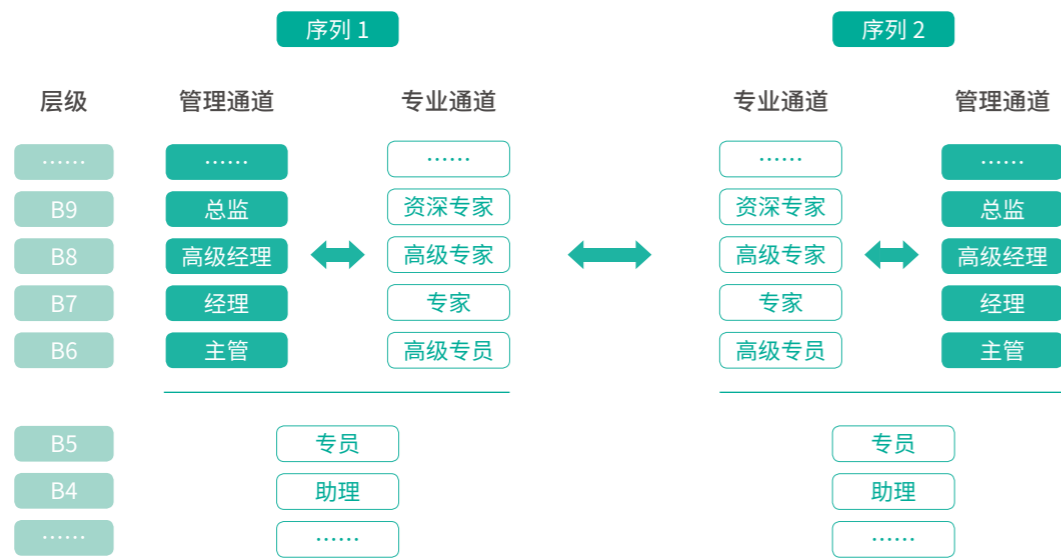 序列 1 序列 2
层级 管理通道 专业通道 专业通道 管理通道
…… …… …… …… ……
B9 总监 资深专家 资深专家 总监
B8 高级经理 高级专家 高级专家 高级经理
B7 经理 专家 专家 经理
B6 主管 高级专员 高级专员 主管
B5 专员 专员
B4 助理 助理
…… …… ……